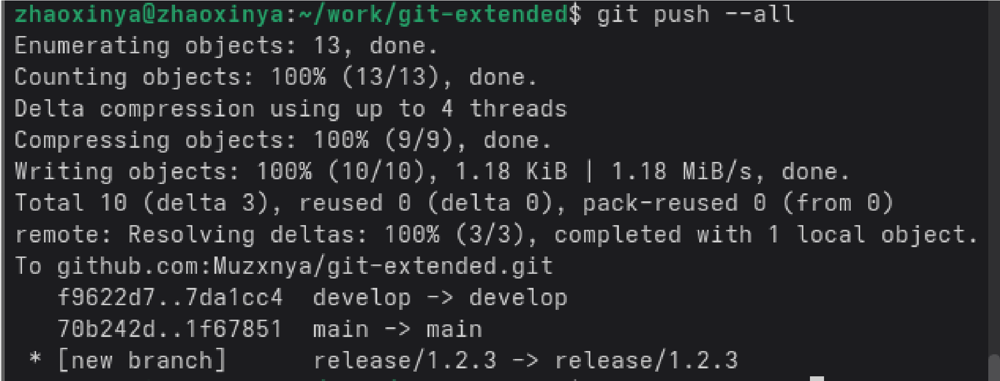 zhaoxinya@zhaoxinya:~/work/git-extended$ git push --all
Enumerating objects: 13, done.
Counting objects: 100% (13/13), done.
Delta compression using up to 4 threads
Compressing objects: 100% (9/9), done.
Writing objects: 100% (10/10), 1.18 KiB | 1.18 MiB/s, done.
Total 10 (delta 3), reused 0 (delta 0), pack-reused 0 (from 0)
remote: Resolving deltas: 100% (3/3), completed with 1 local object.
To github.com:Muzxnya/git-extended.git
   f9622d7..7da1cc4  develop -> develop
   70b242d..1f67851  main -> main
 * [new branch]      release/1.2.3 -> release/1.2.3